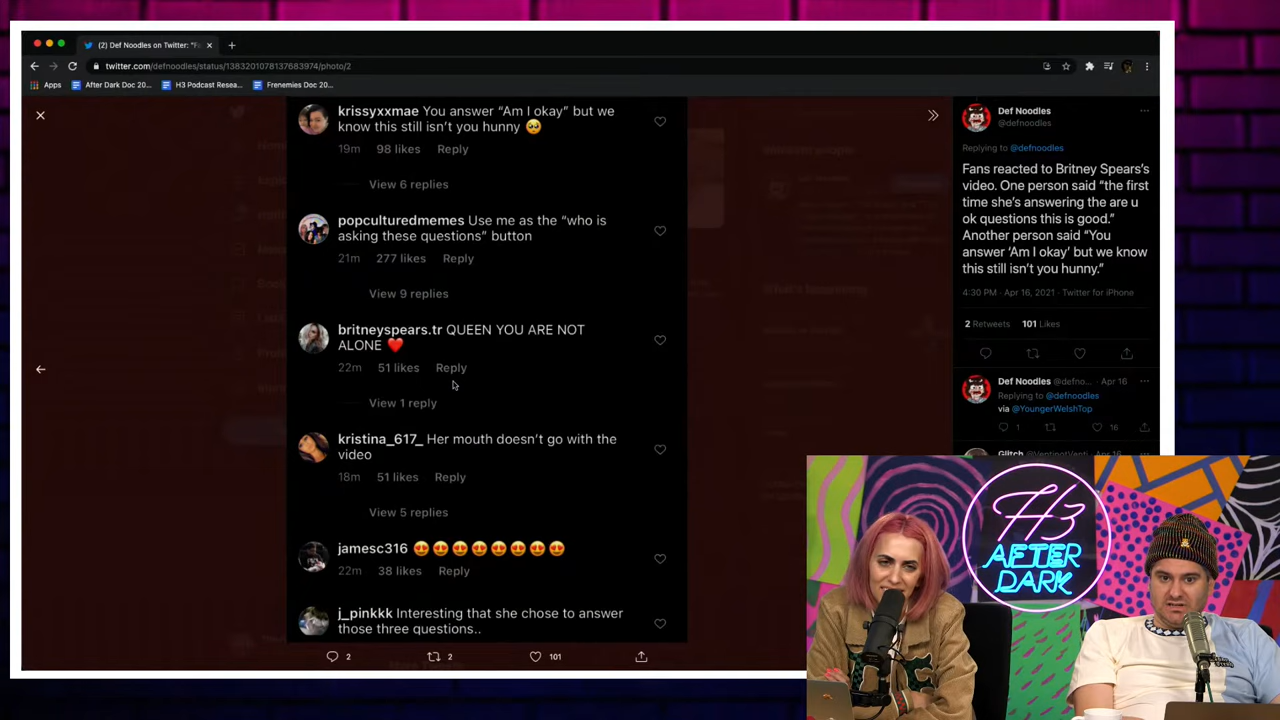 (2) Def Noodles on Twitter: "Fa
twitter.com/defnoodles/status/1383201078137683974/photo/2
Apps
After Dark Doc 20...
H3 Podcast Resea...
Frenemies Doc 2021...
krissyxxmae You answer “Am I okay” but we
know this still isn’t you hunny 🥺
19m 98 likes Reply
View 6 replies
popculturedmemes Use me as the “who is
asking these questions” button
21m 277 likes Reply
View 9 replies
britneyspears.tr QUEEN YOU ARE NOT
ALONE ❤️
22m 51 likes Reply
View 1 reply
kristina_617_ Her mouth doesn’t go with the
video
18m 51 likes Reply
View 5 replies
jamesc316 😍😍😍😍😍😍😍😍
22m 38 likes Reply
j_pinkkk Interesting that she chose to answer
those three questions..
2 2 101
Def Noodles
@defnoodles
Replying to @defnoodles
Fans reacted to Britney Spears’s
video. One person said “the first
time she’s answering the are u
ok questions this is good.”
Another person said “You
answer ‘Am I okay’ but we know
this still isn’t you hunny.”
4:30 PM · Apr 16, 2021 · Twitter for iPhone
2 Retweets 101 Likes
Def Noodles @defno... · Apr 16
Replying to @defnoodles
via @YoungerWelshTop
1 16
H3
AFTER
DARK